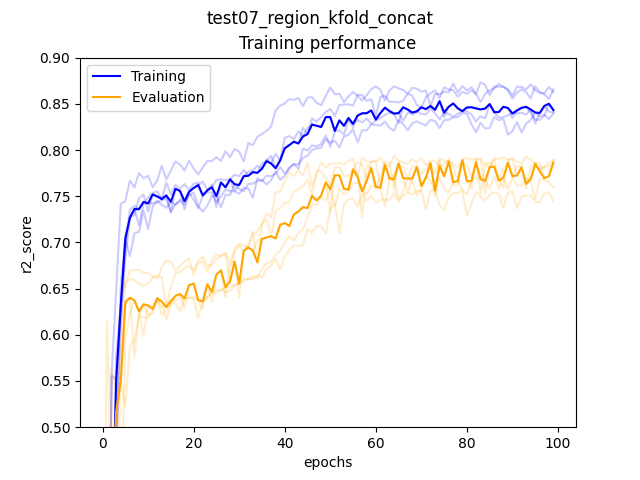 test07_region_kfold_concat
Training performance
Training
Evaluation
r2_score
0.90
0.85
0.80
0.75
0.70
0.65
0.60
0.55
0.50
0 20 40 60 80 100
epochs